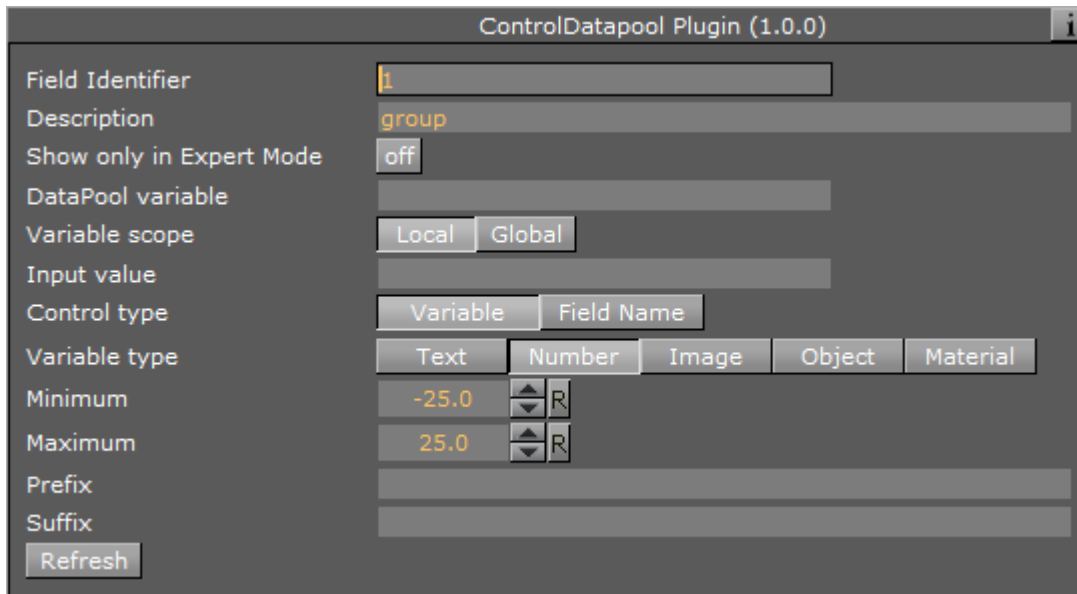 ControlDatapool Plugin (1.0.0) i
Field Identifier 1
Description group
Show only in Expert Mode off
DataPool variable
Variable scope Local Global
Input value
Control type Variable Field Name
Variable type Text Number Image Object Material
Minimum -25.0 R
Maximum 25.0 R
Prefix
Suffix
Refresh